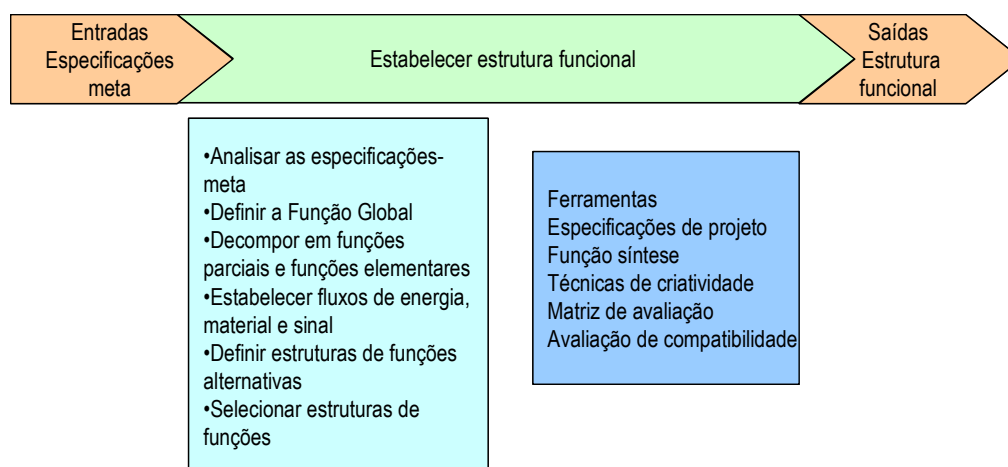 Entradas
Especificações
meta
Estabelecer estrutura funcional
Saídas
Estrutura
funcional
•Analisar as especificações-
meta
•Definir a Função Global
•Decompor em funções
parciais e funções elementares
•Estabelecer fluxos de energia,
material e sinal
•Definir estruturas de funções
alternativas
•Selecionar estruturas de
funções
Ferramentas
Especificações de projeto
Função síntese
Técnicas de criatividade
Matriz de avaliação
Avaliação de compatibilidade